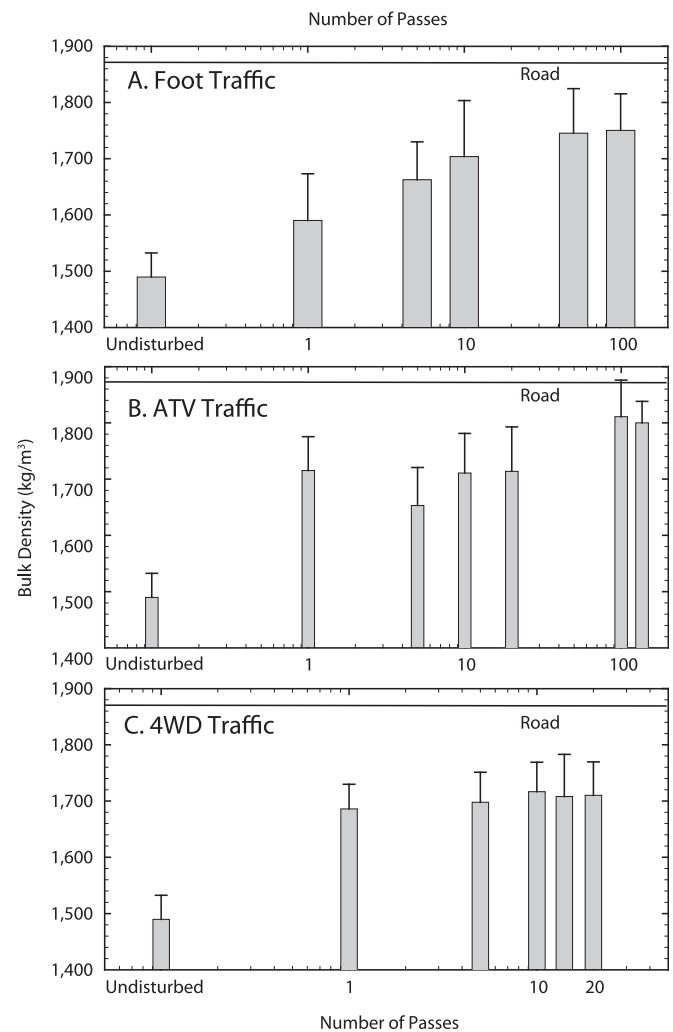 Number of Passes
1,900
A. Foot Traffic
Road
1,800
1,700
1,600
1,500
1,400
Undisturbed 1 10 100
1,900
B. ATV Traffic
Road
1,800
1,700
1,600
1,500
1,400
Undisturbed 1 10 100
Bulk Density (kg/m³)
1,900
C. 4WD Traffic
Road
1,800
1,700
1,600
1,500
1,400
Undisturbed 1 10 20
Number of Passes